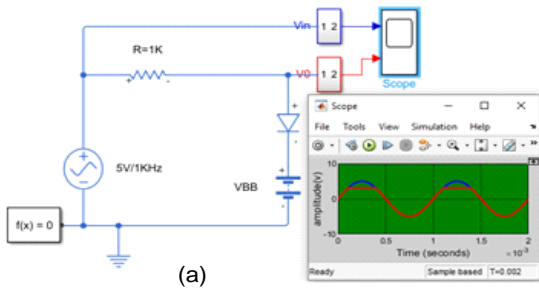 Vin
1 2
R=1K
+
-
V0
1 2
Scope
+
-
5V/1KHz
VBB
+
-
f(x) = 0
(a)
Scope
File Tools View Simulation Help
amplitude(v)
10
0
-10
0 0.5 1 1.5 2
Time (seconds)
×10⁻³
Ready Sample based T=0.002